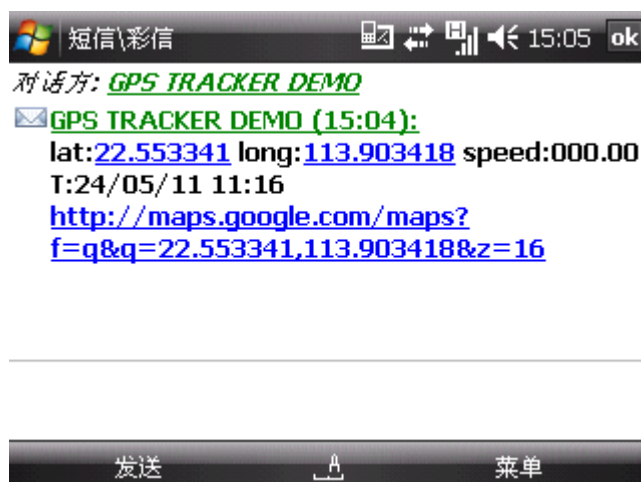 短信\彩信 15:05 ok
对话方: GPS TRACKER DEMO
GPS TRACKER DEMO (15:04):
lat:22.553341 long:113.903418 speed:000.00
T:24/05/11 11:16
http://maps.google.com/maps?
f=q&q=22.553341,113.903418&z=16
发送 菜单